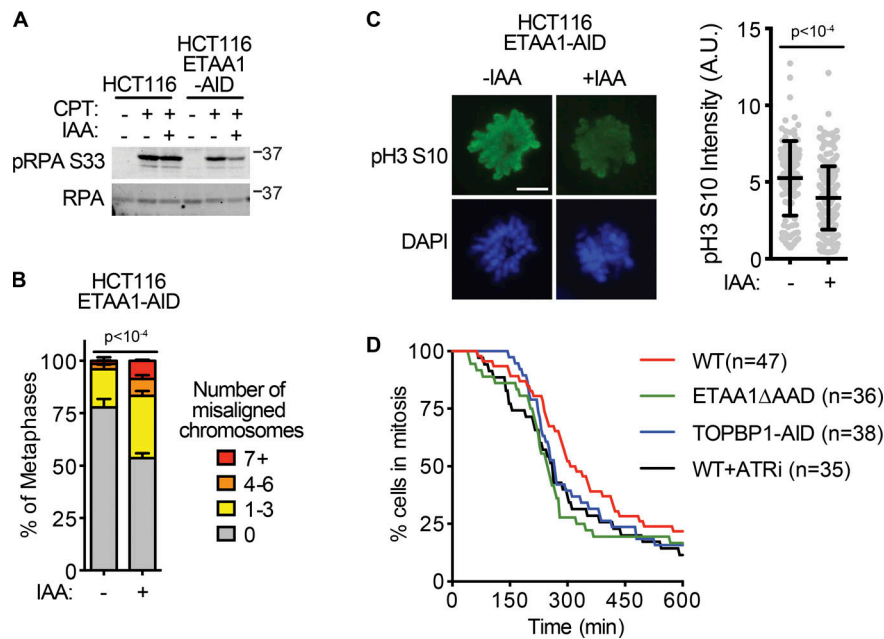 A
HCT116
HCT116
ETAA1
-AID
CPT: - + + - + +
IAA: - - + - - +
pRPA S33
-37
RPA
-37
B
HCT116
ETAA1-AID
p<10-4
100
75
50
25
0
% of Metaphases
IAA: - +
Number of
misaligned
chromosomes
7+
4-6
1-3
0
C
HCT116
ETAA1-AID
-IAA +IAA
pH3 S10
DAPI
p<10-4
15
10
5
0
pH3 S10 Intensity (A.U.)
IAA: - +
D
100
75
50
25
0
% cells in mitosis
0 150 300 450 600
Time (min)
WT(n=47)
ETAA1ΔAAD (n=36)
TOPBP1-AID (n=38)
WT+ATRi (n=35)